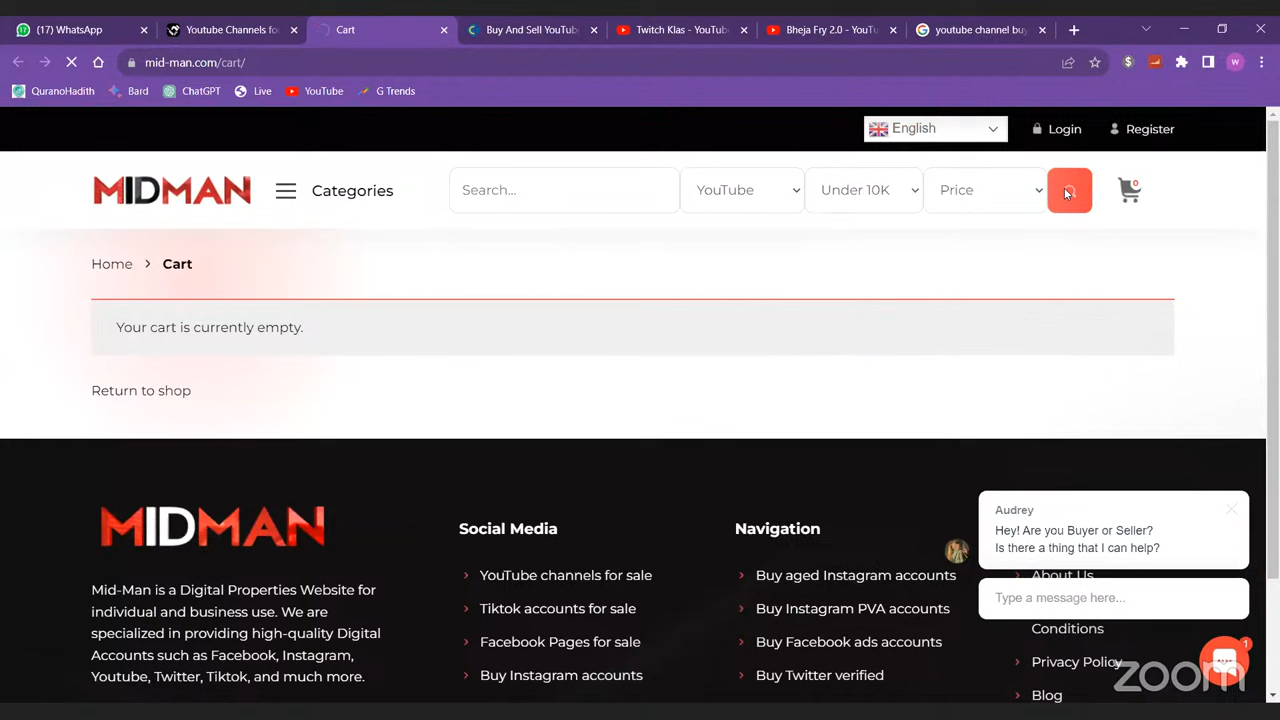 (17) WhatsApp
Youtube Channels fo
Cart
Buy And Sell YouTub
Twitch Klas - YouTub
Bheja Fry 2.0 - YouTu
youtube channel buy
mid-man.com/cart/
w
QuranoHadith
Bard
ChatGPT
Live
YouTube
G Trends
English
Login
Register
MIDMAN
Categories
Search...
YouTube
Under 10K
Price
0
Home > Cart
Your cart is currently empty.
Return to shop
MIDMAN
Mid-Man is a Digital Properties Website for
individual and business use. We are
specialized in providing high-quality Digital
Accounts such as Facebook, Instagram,
Youtube, Twitter, Tiktok, and much more.
Social Media
YouTube channels for sale
Tiktok accounts for sale
Facebook Pages for sale
Buy Instagram accounts
Navigation
Buy aged Instagram accounts
Buy Instagram PVA accounts
Buy Facebook ads accounts
Buy Twitter verified
About Us
Conditions
Privacy Policy
Blog
Audrey
Hey! Are you Buyer or Seller?
Is there a thing that I can help?
Type a message here...
1
zoom